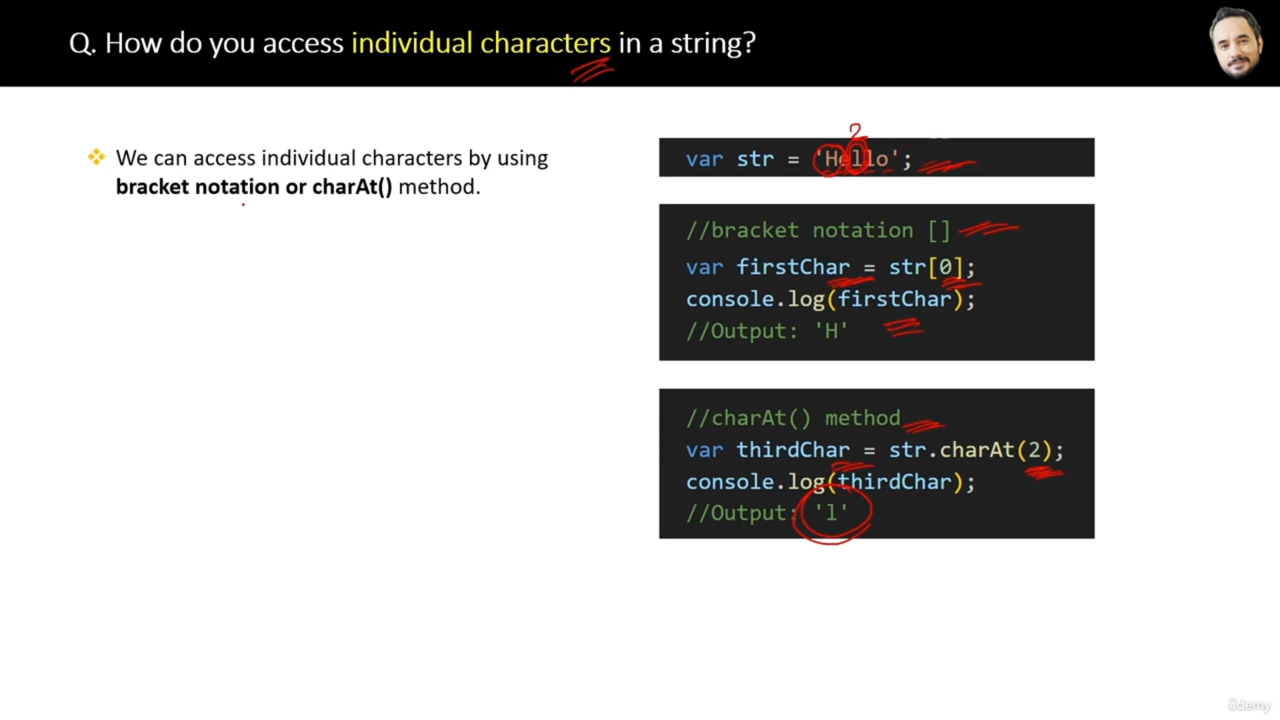 Q. How do you access individual characters in a string?
❖ We can access individual characters by using
bracket notation or charAt() method.
2
var str = 'Hello';
//bracket notation []
var firstChar = str[0];
console.log(firstChar);
//Output: 'H'
//charAt() method
var thirdChar = str.charAt(2);
console.log(thirdChar);
//Output: 'l'
ûdemy